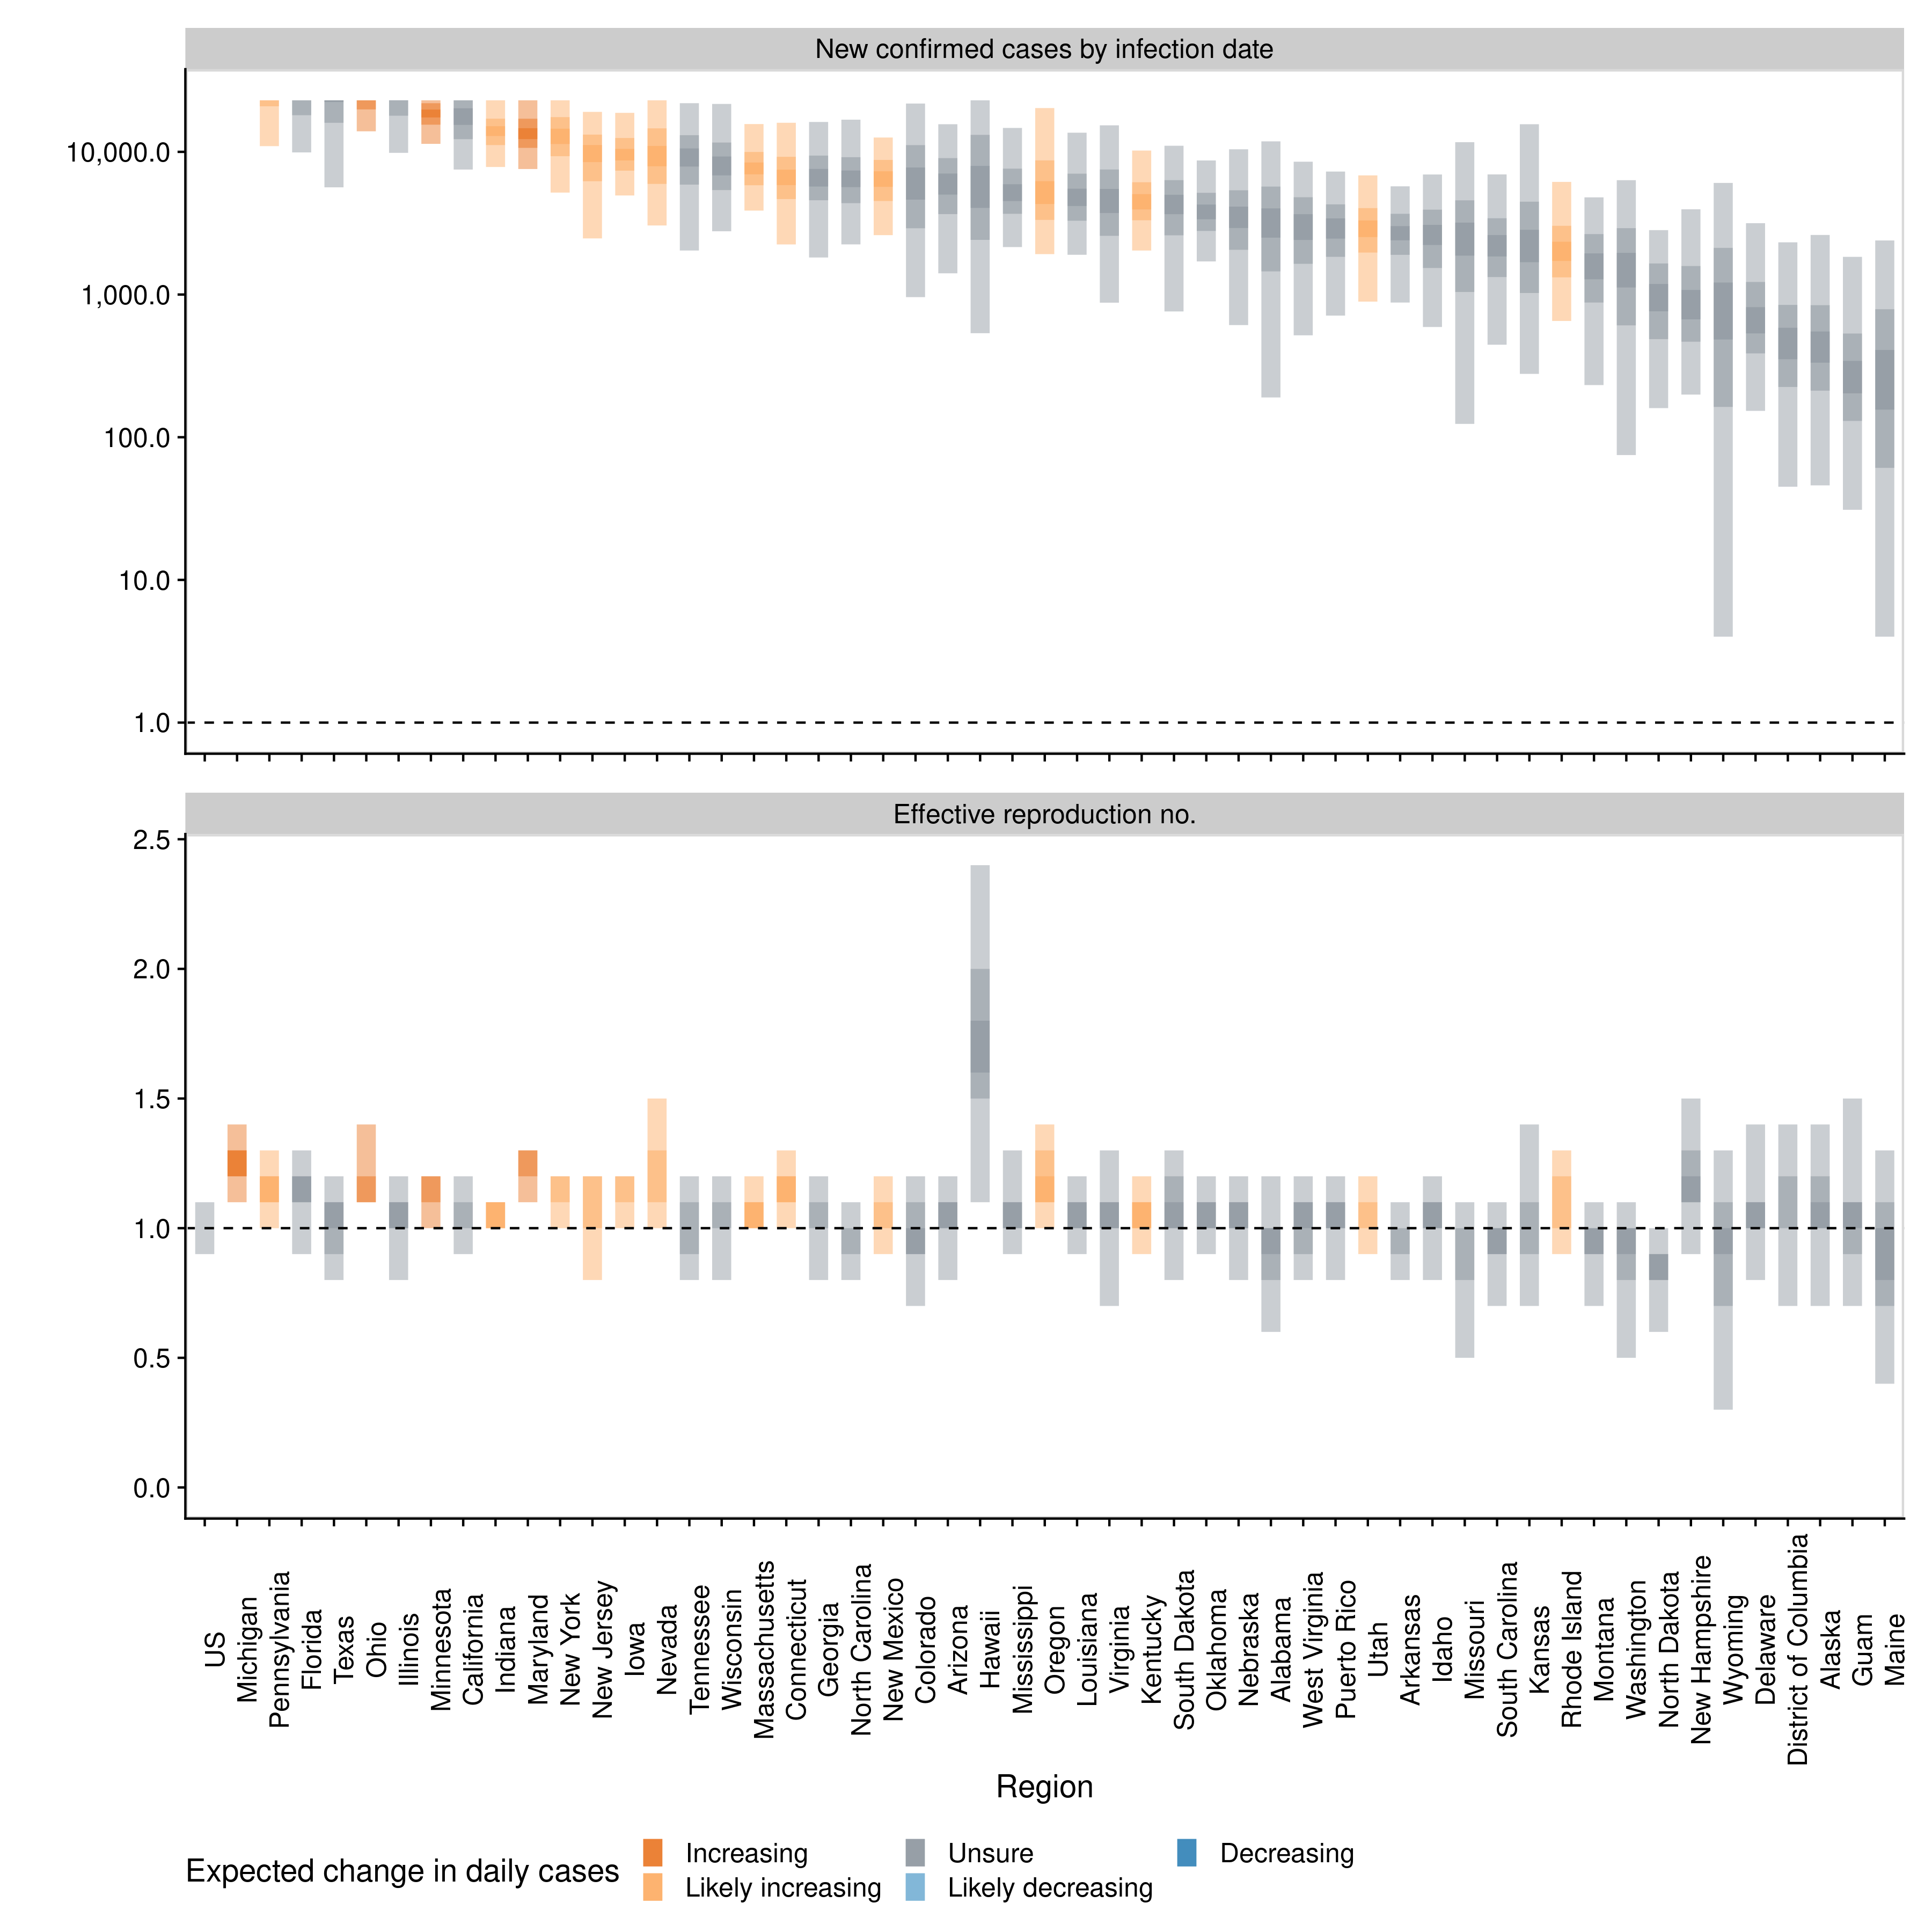 New confirmed cases by infection date
10,000.0
1,000.0
100.0
10.0
1.0
Effective reproduction no.
2.5
2.0
1.5
1.0
0.5
0.0
US
Michigan
Pennsylvania
Florida
Texas
Ohio
Illinois
Minnesota
California
Indiana
Maryland
New York
New Jersey
Iowa
Nevada
Tennessee
Wisconsin
Massachusetts
Connecticut
Georgia
North Carolina
New Mexico
Colorado
Arizona
Hawaii
Mississippi
Oregon
Louisiana
Virginia
Kentucky
South Dakota
Oklahoma
Nebraska
Alabama
West Virginia
Puerto Rico
Utah
Arkansas
Idaho
Missouri
South Carolina
Kansas
Rhode Island
Montana
Washington
North Dakota
New Hampshire
Wyoming
Delaware
District of Columbia
Alaska
Guam
Maine
Region
Expected change in daily cases
Increasing
Likely increasing
Unsure
Likely decreasing
Decreasing